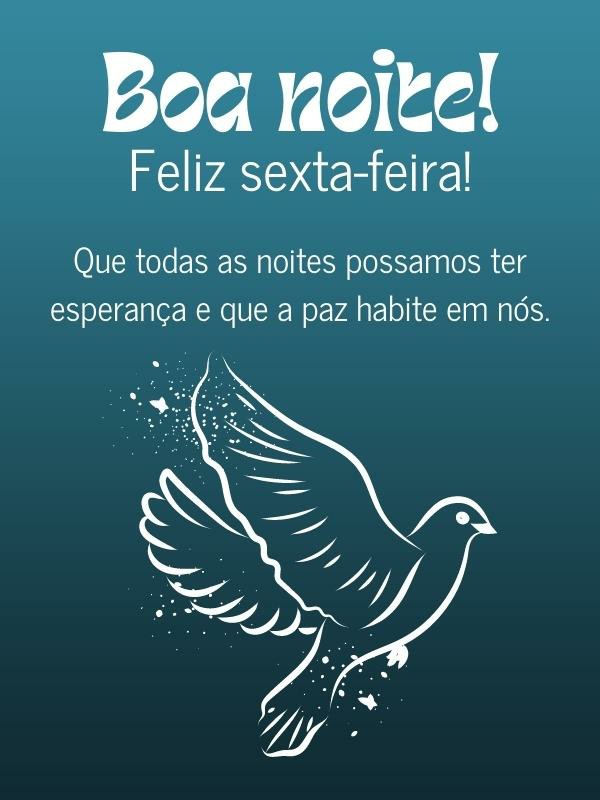 Boa noite!
Feliz sexta-feira!
Que todas as noites possamos ter
esperança e que a paz habite em nós.